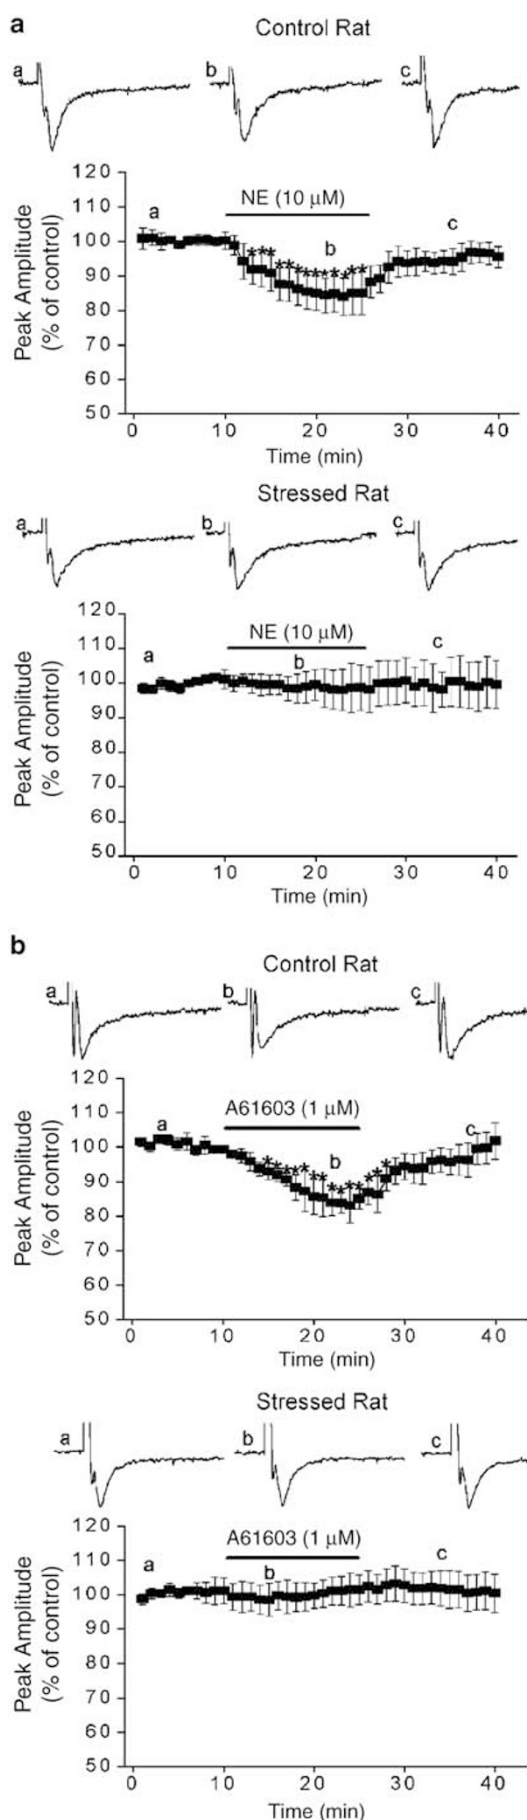 a
Control Rat
a b c
120
110
100
90
80
70
60
50
Peak Amplitude
(% of control)
NE (10 µM)
a b c
*** ** **** ***
0 10 20 30 40
Time (min)
Stressed Rat
a b c
120
110
100
90
80
70
60
50
Peak Amplitude
(% of control)
NE (10 µM)
a b c
0 10 20 30 40
Time (min)
b
Control Rat
a b c
120
110
100
90
80
70
60
50
Peak Amplitude
(% of control)
A61603 (1 µM)
a b c
0 10 20 30 40
Time (min)
Stressed Rat
a b c
120
110
100
90
80
70
60
50
Peak Amplitude
(% of control)
A61603 (1 µM)
a b c
0 10 20 30 40
Time (min)